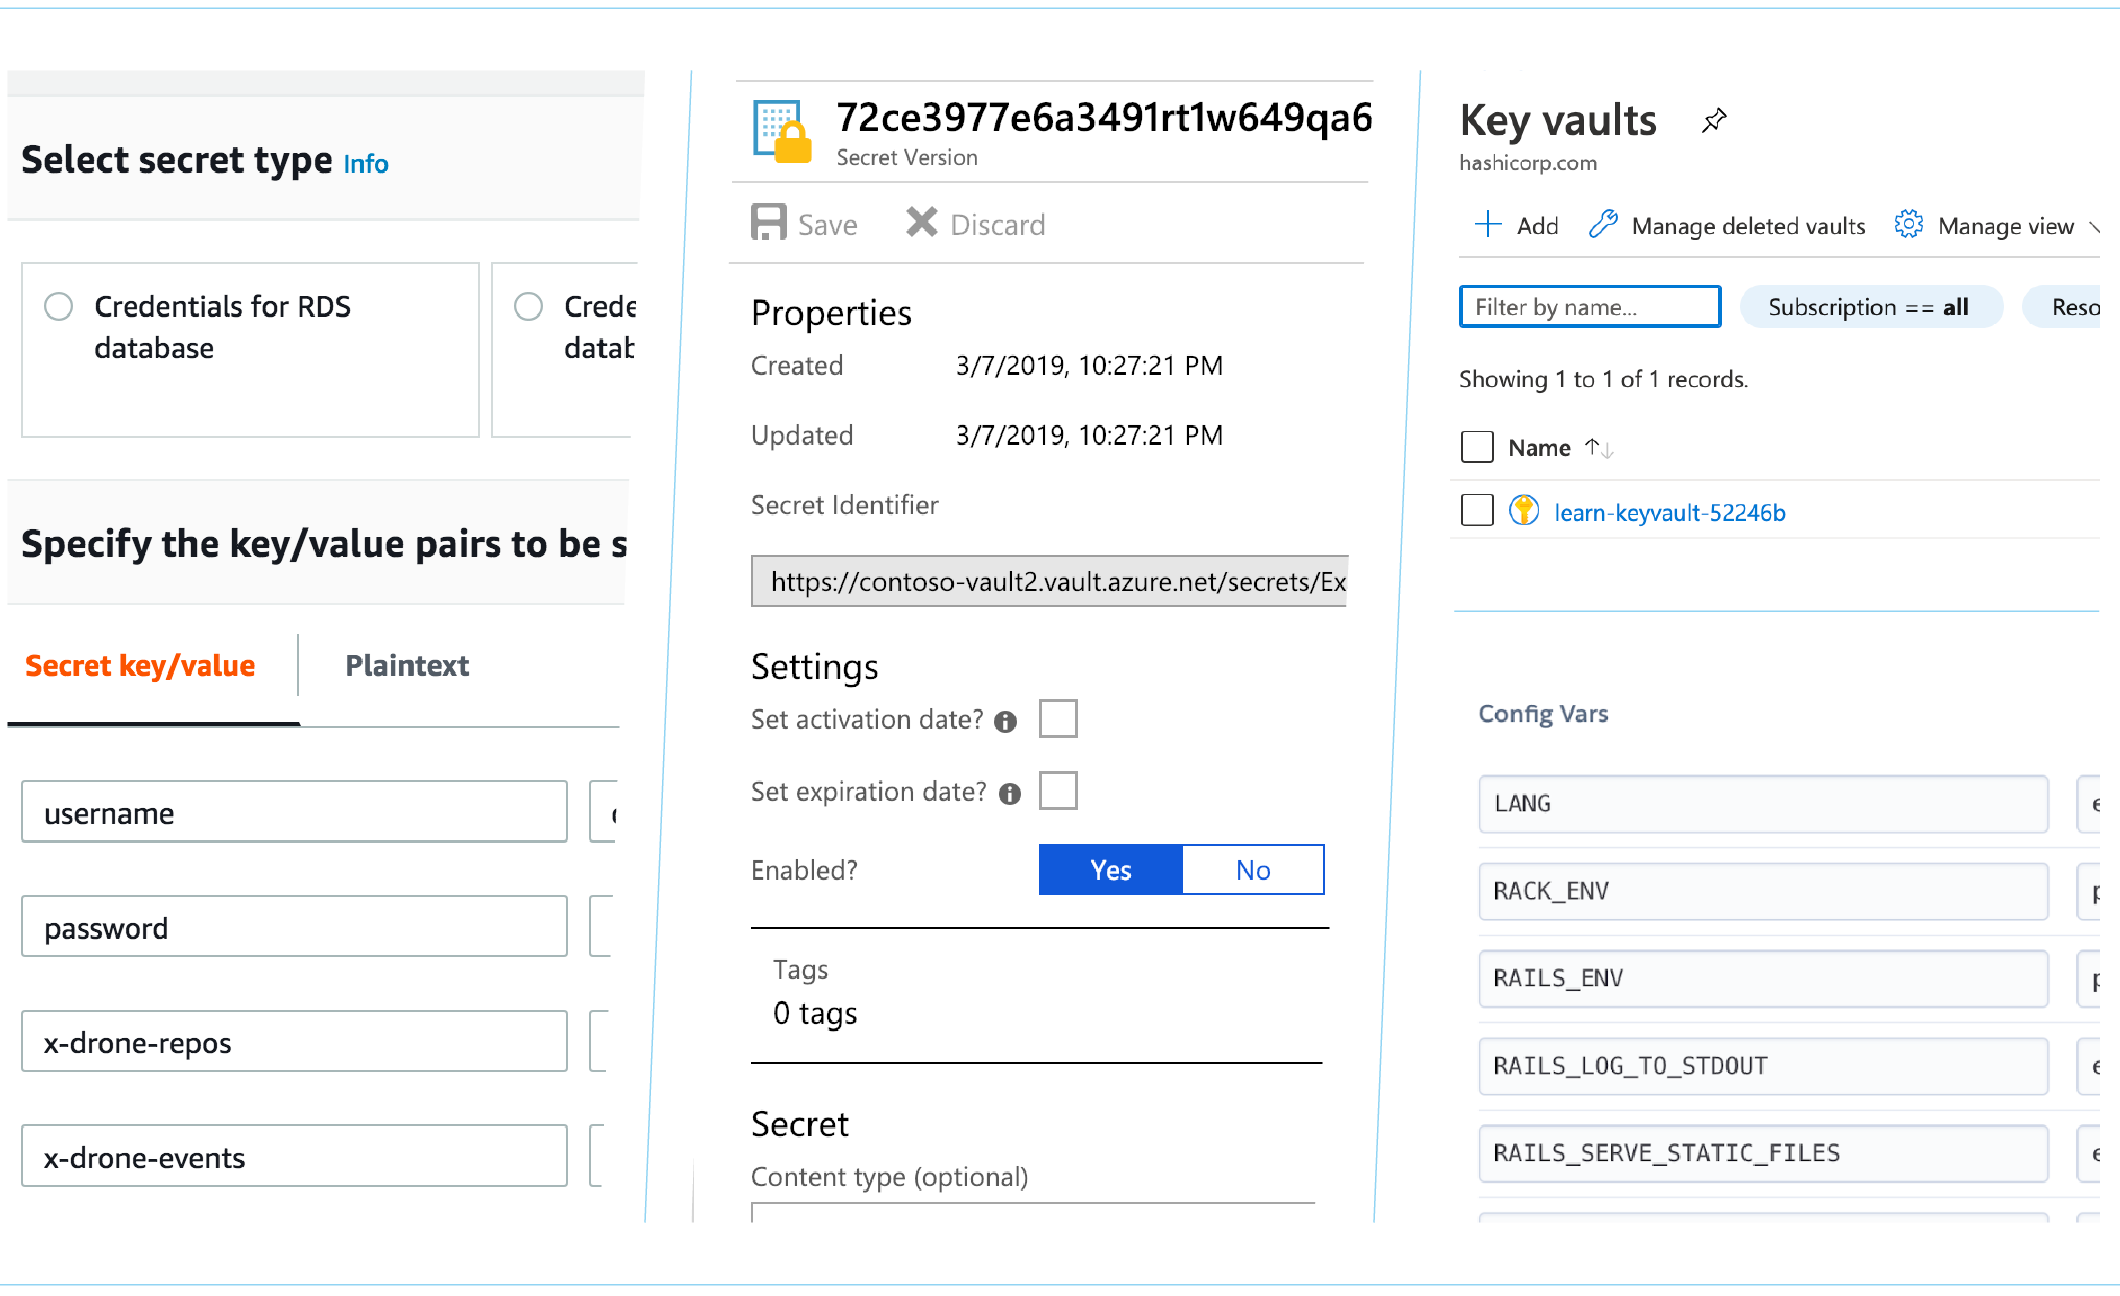 Select secret type Info
Credentials for RDS
database
Crede
datab
Specify the key/value pairs to be s
Secret key/value
Plaintext
username
password
x-drone-repos
x-drone-events
72ce3977e6a3491rt1w649qa6
Secret Version
Save
Discard
Properties
Created 3/7/2019, 10:27:21 PM
Updated 3/7/2019, 10:27:21 PM
Secret Identifier
https://contoso-vault2.vault.azure.net/secrets/Ex
Settings
Set activation date?
Set expiration date?
Enabled? Yes No
Tags
0 tags
Secret
Content type (optional)
Key vaults
hashicorp.com
Add Manage deleted vaults Manage view
Filter by name... Subscription == all Reso
Showing 1 to 1 of 1 records.
Name
learn-keyvault-52246b
Config Vars
LANG
RACK_ENV
RAILS_ENV
RAILS_LOG_TO_STDOUT
RAILS_SERVE_STATIC_FILES